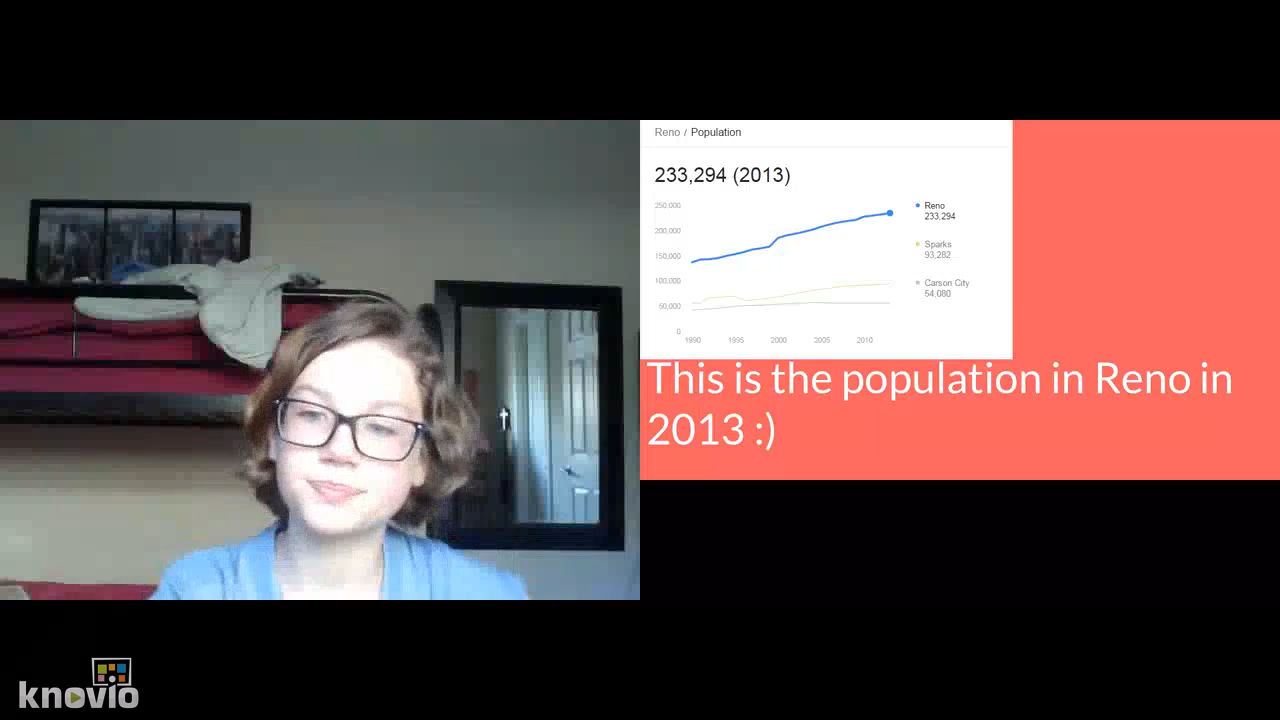 Reno / Population
233,294 (2013)
250,000
200,000
150,000
100,000
50,000
0
1990 1995 2000 2005 2010
Reno
233,294
Sparks
93,282
Carson City
54,080
This is the population in Reno in
2013 :)
knovio